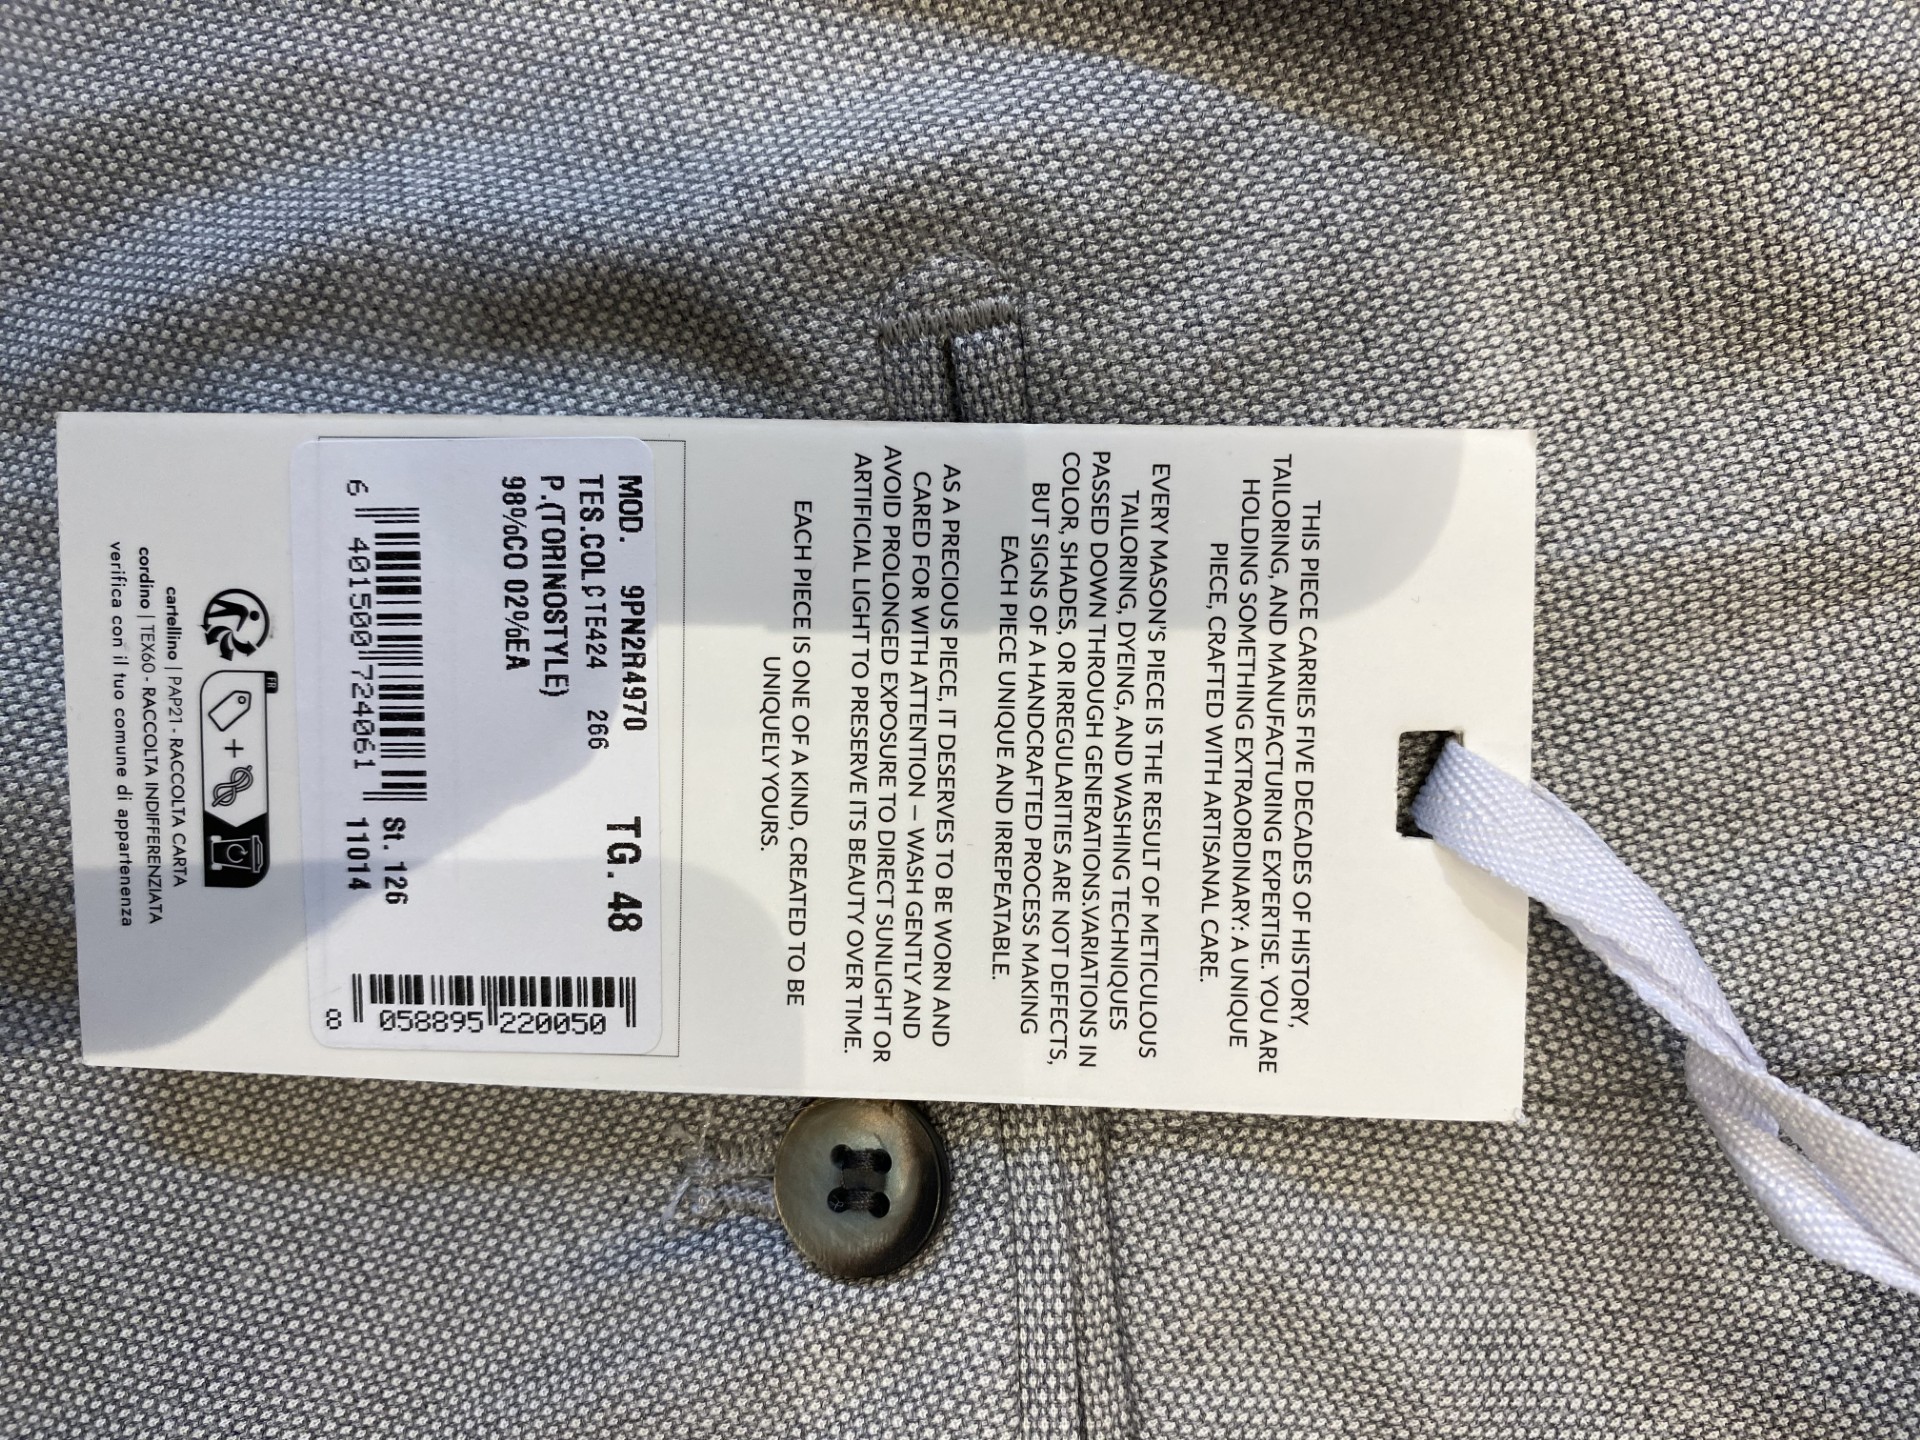 THIS PIECE CARRIES FIVE DECADES OF HISTORY,
TAILORING, AND MANUFACTURING EXPERTISE. YOU ARE
HOLDING SOMETHING EXTRAORDINARY: A UNIQUE
PIECE, CRAFTED WITH ARTISANAL CARE.
EVERY MASON'S PIECE IS THE RESULT OF METICULOUS
TAILORING, DYEING, AND WASHING TECHNIQUES
PASSED DOWN THROUGH GENERATIONS.VARIATIONS IN
COLOR, SHADES, OR IRREGULARITIES ARE NOT DEFECTS,
BUT SIGNS OF A HANDCRAFTED PROCESS MAKING
EACH PIECE UNIQUE AND IRREPEATABLE.
AS A PRECIOUS PIECE, IT DESERVES TO BE WORN AND
CARED FOR WITH ATTENTION – WASH GENTLY AND
AVOID PROLONGED EXPOSURE TO DIRECT SUNLIGHT OR
ARTIFICIAL LIGHT TO PRESERVE ITS BEAUTY OVER TIME.
EACH PIECE IS ONE OF A KIND, CREATED TO BE
UNIQUELY YOURS.
MOD. 9PN2R4970 TG. 48
TES.COL CTE424 266
P.(TORINOSTYLE)
98%CO 02%EA
St. 126
6 401500 724061 11014
8 058895 220050
FR
cartellino | PAP21 - RACCOLTA CARTA
cordino | TEX60 - RACCOLTA INDIFFERENZIATA
verifica con il tuo comune di appartenenza